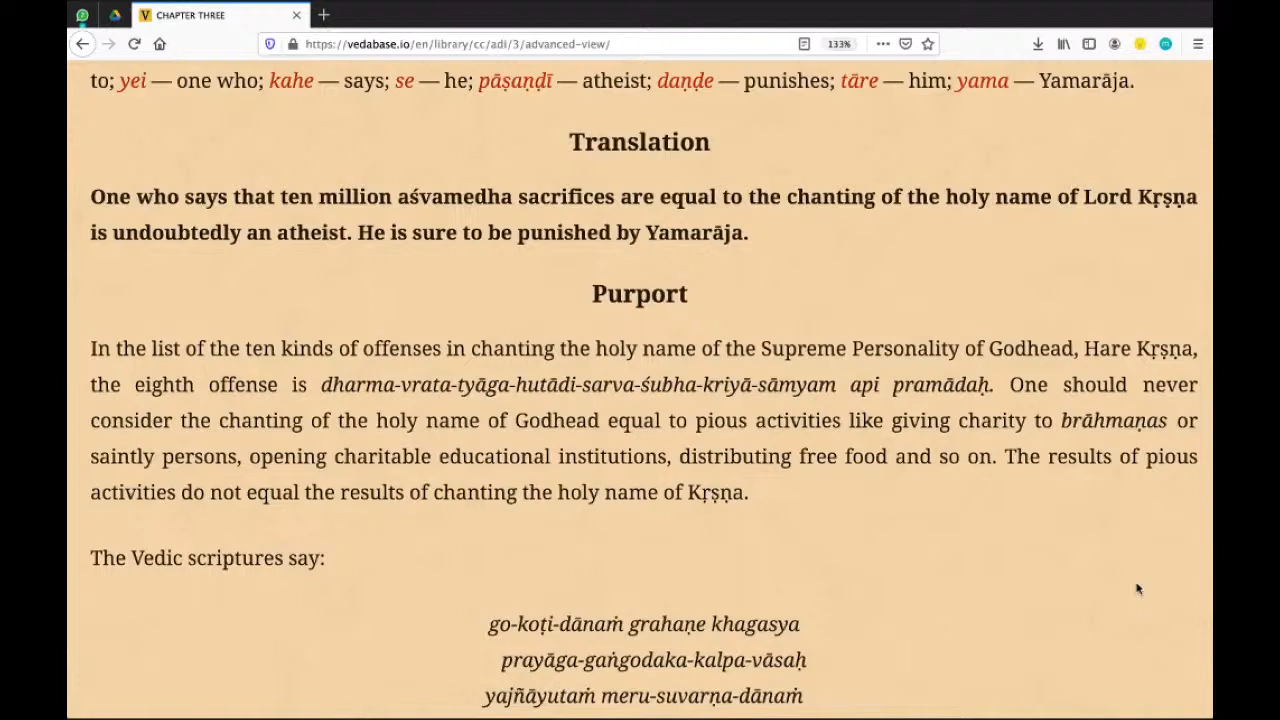 CHAPTER THREE
https://vedabase.io/en/library/cc/adi/3/advanced-view/
133%
to; yei — one who; kahe — says; se — he; pāṣaṇḍī — atheist; daṇḍe — punishes; tāre — him; yama — Yamarāja.
Translation
One who says that ten million aśvamedha sacrifices are equal to the chanting of the holy name of Lord Kṛṣṇa
is undoubtedly an atheist. He is sure to be punished by Yamarāja.
Purport
In the list of the ten kinds of offenses in chanting the holy name of the Supreme Personality of Godhead, Hare Kṛṣṇa,
the eighth offense is dharma-vrata-tyāga-hutādi-sarva-śubha-kriyā-sāmyam api pramādaḥ. One should never
consider the chanting of the holy name of Godhead equal to pious activities like giving charity to brāhmaṇas or
saintly persons, opening charitable educational institutions, distributing free food and so on. The results of pious
activities do not equal the results of chanting the holy name of Kṛṣṇa.
The Vedic scriptures say:
go-koṭi-dānaṁ grahaṇe khagasya
prayāga-gaṅgodaka-kalpa-vāsaḥ
yajñāyutaṁ meru-suvarṇa-dānaṁ